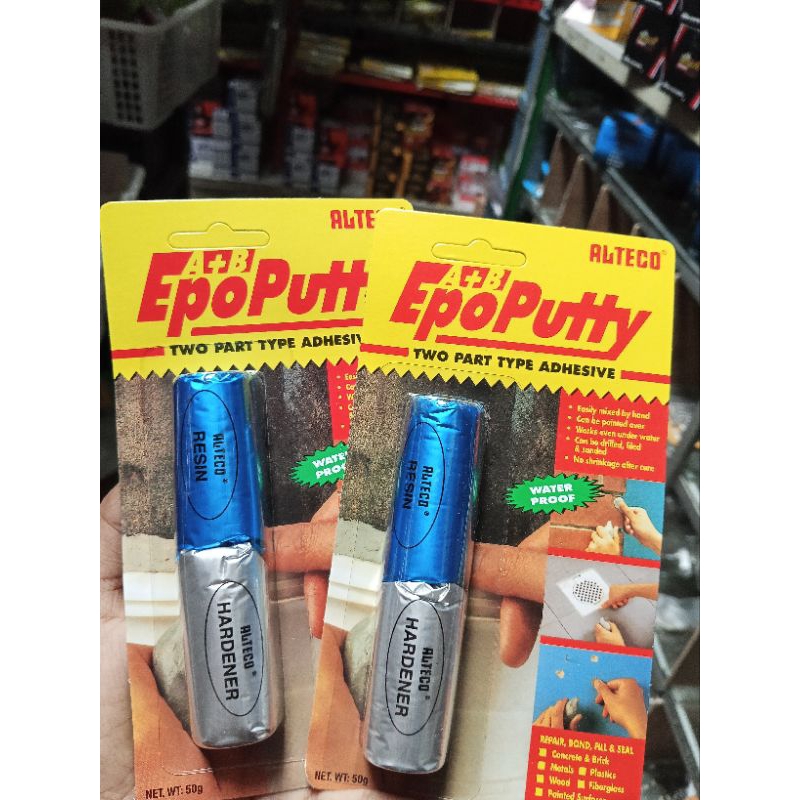 ALTECO
A+B
EpoPutty
TWO PART TYPE ADHESIVE
ALTECO®
RESIN
ALTECO®
HARDENER
WATER
PROOF
NET. WT: 50g
ALTECO®
A+B
EpoPutty
TWO PART TYPE ADHESIVE
• Easily mixed by hand
• Can be painted over
• Works even under water
• Can be drilled, filed
& sanded
• No shrinkage after cure
WATER
PROOF
ALTECO®
RESIN
ALTECO®
HARDENER
REPAIR, BOND, FILL & SEAL
Concrete & Brick
Metals Plastics
Wood Fiberglass
Painted
NET. WT: 50g